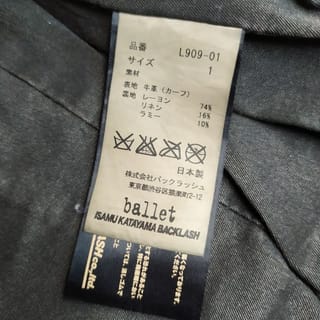 品番 L909-01
サイズ 1
素材
表地 牛革(カーフ)
裏地 レーヨン 74%
リネン 16%
ラミー 10%
日本製
株式会社バックラッシュ
東京都渋谷区猿楽町2-12
ballet
ISAMU KATAYAMA BACKLASH